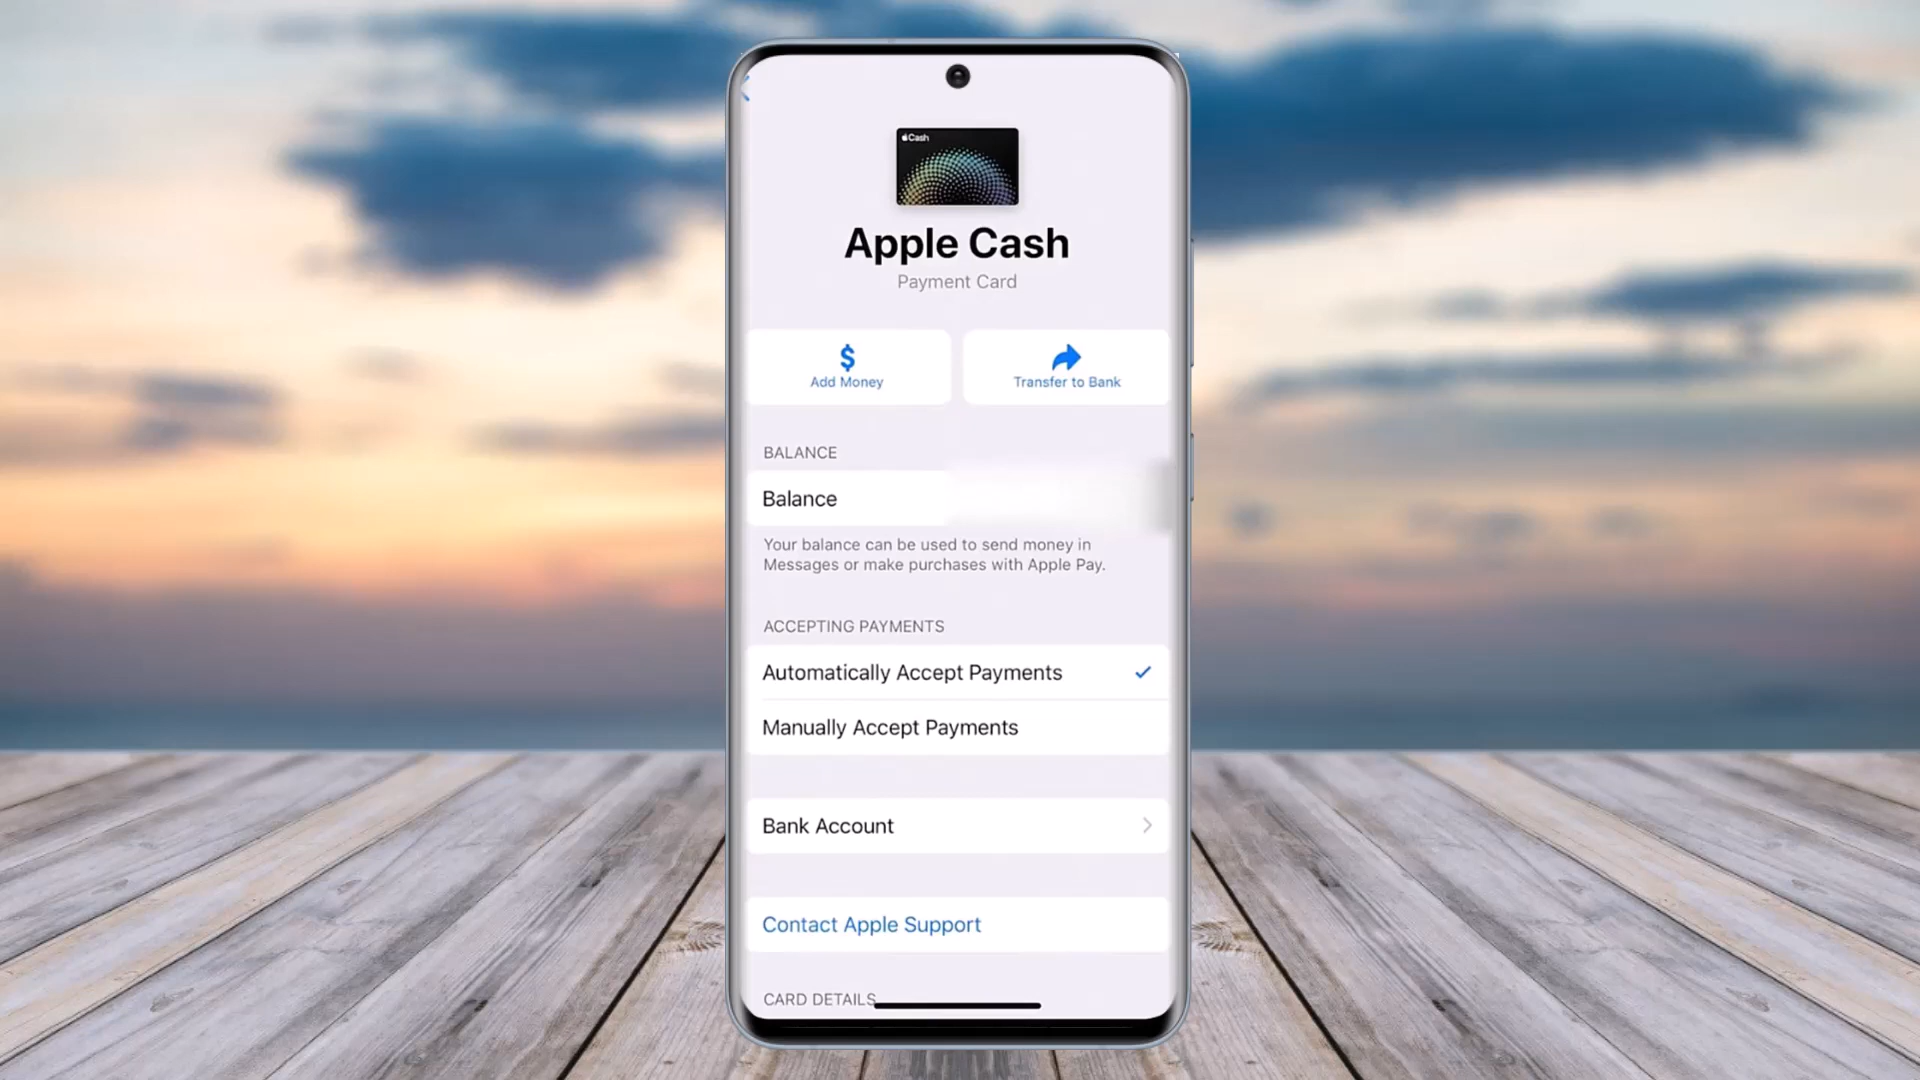 Cash
Apple Cash
Payment Card
$
Add Money
Transfer to Bank
BALANCE
Balance
Your balance can be used to send money in
Messages or make purchases with Apple Pay.
ACCEPTING PAYMENTS
Automatically Accept Payments
Manually Accept Payments
Bank Account
Contact Apple Support
CARD DETAILS